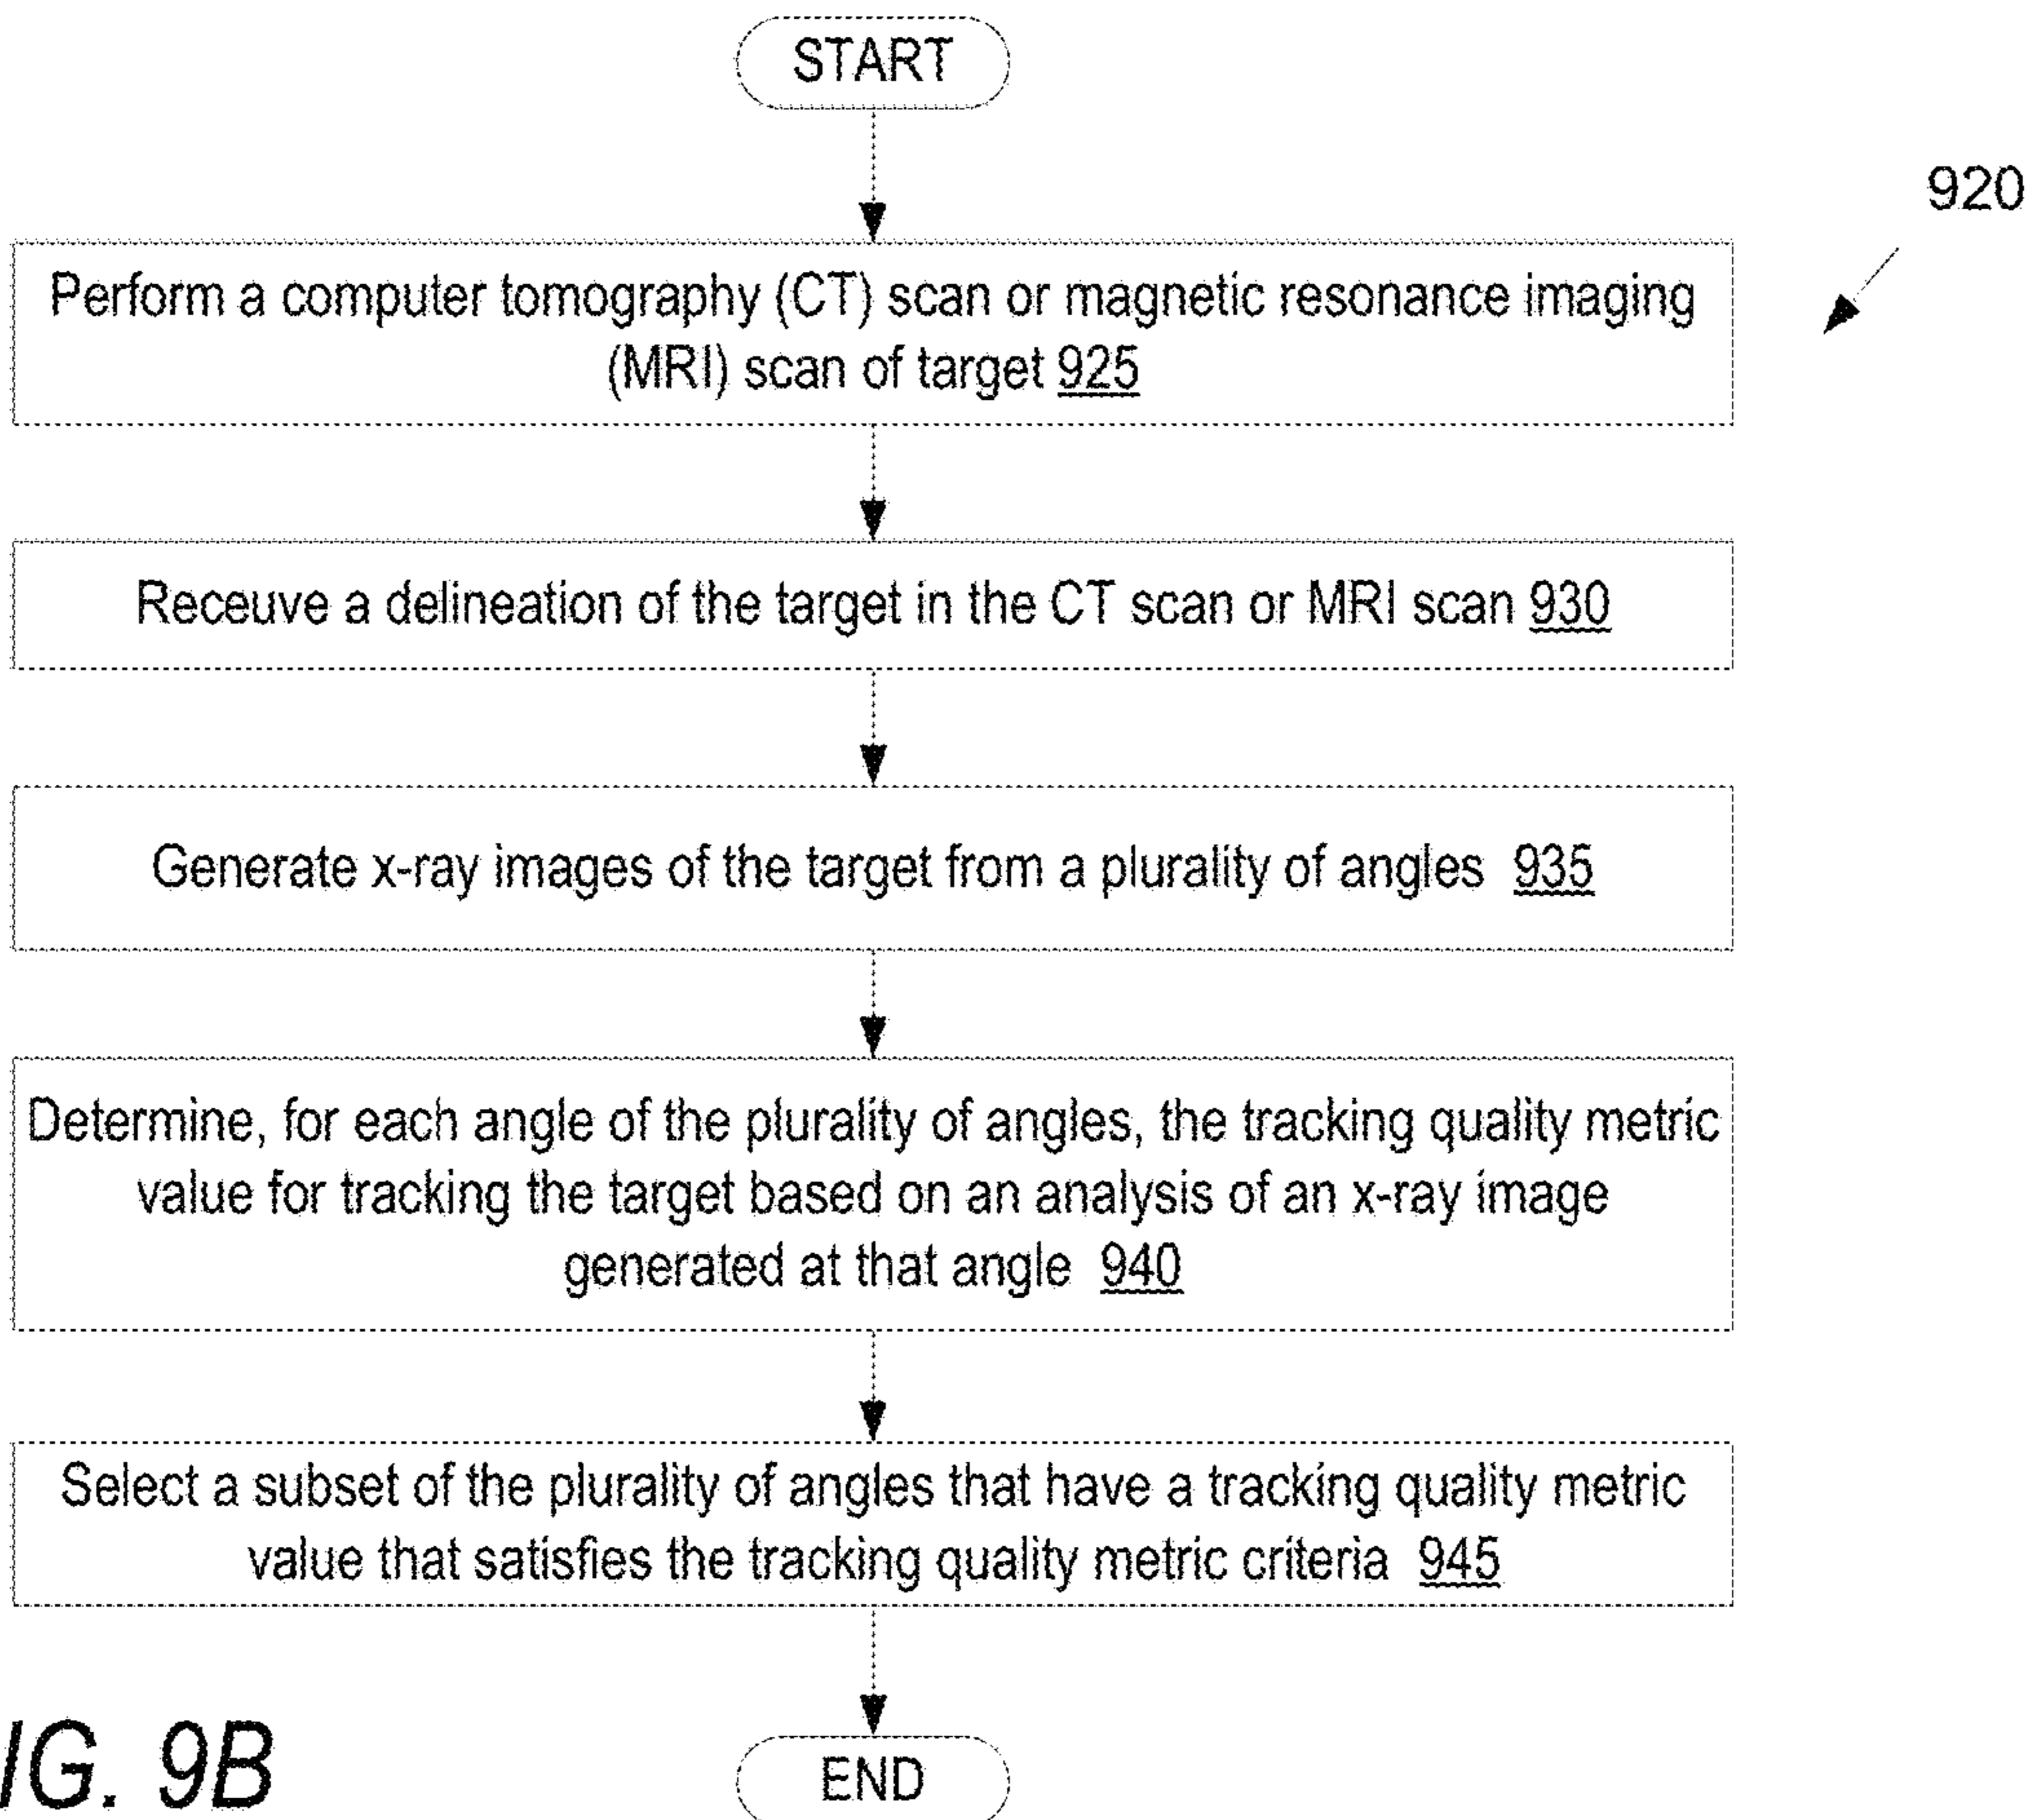 START
920
Perform a computer tomography (CT) scan or magnetic resonance imaging
(MRI) scan of target 925
Receuve a delineation of the target in the CT scan or MRI scan 930
Generate x-ray images of the target from a plurality of angles 935
Determine, for each angle of the plurality of angles, the tracking quality metric
value for tracking the target based on an analysis of an x-ray image
generated at that angle 940
Select a subset of the plurality of angles that have a tracking quality metric
value that satisfies the tracking quality metric criteria 945
IG. 9B
END